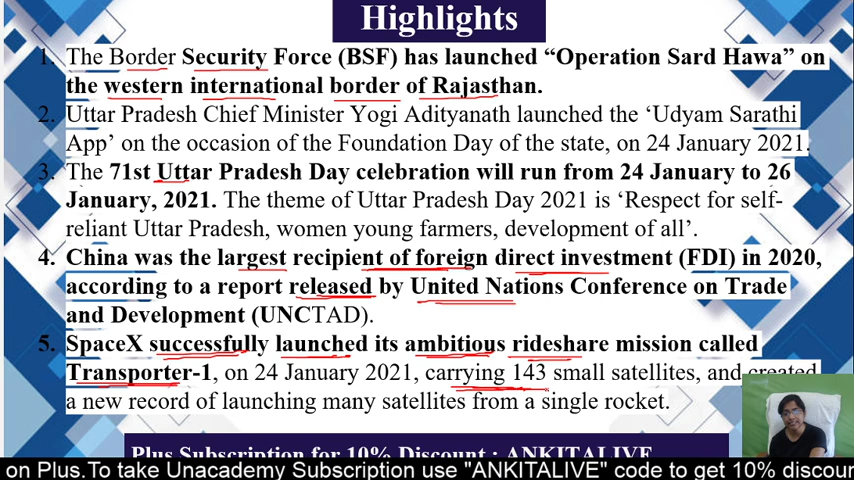 Highlights
1. The Border Security Force (BSF) has launched “Operation Sard Hawa” on
the western international border of Rajasthan.
2. Uttar Pradesh Chief Minister Yogi Adityanath launched the ‘Udyam Sarathi
App’ on the occasion of the Foundation Day of the state, on 24 January 2021.
3. The 71st Uttar Pradesh Day celebration will run from 24 January to 26
January, 2021. The theme of Uttar Pradesh Day 2021 is ‘Respect for self-
reliant Uttar Pradesh, women young farmers, development of all’.
4. China was the largest recipient of foreign direct investment (FDI) in 2020,
according to a report released by United Nations Conference on Trade
and Development (UNCTAD).
5. SpaceX successfully launched its ambitious rideshare mission called
Transporter-1, on 24 January 2021, carrying 143 small satellites, and created
a new record of launching many satellites from a single rocket.
Plus Subscription for 10% Discount : ANKITALIVE
on Plus.To take Unacademy Subscription use "ANKITALIVE" code to get 10% discou